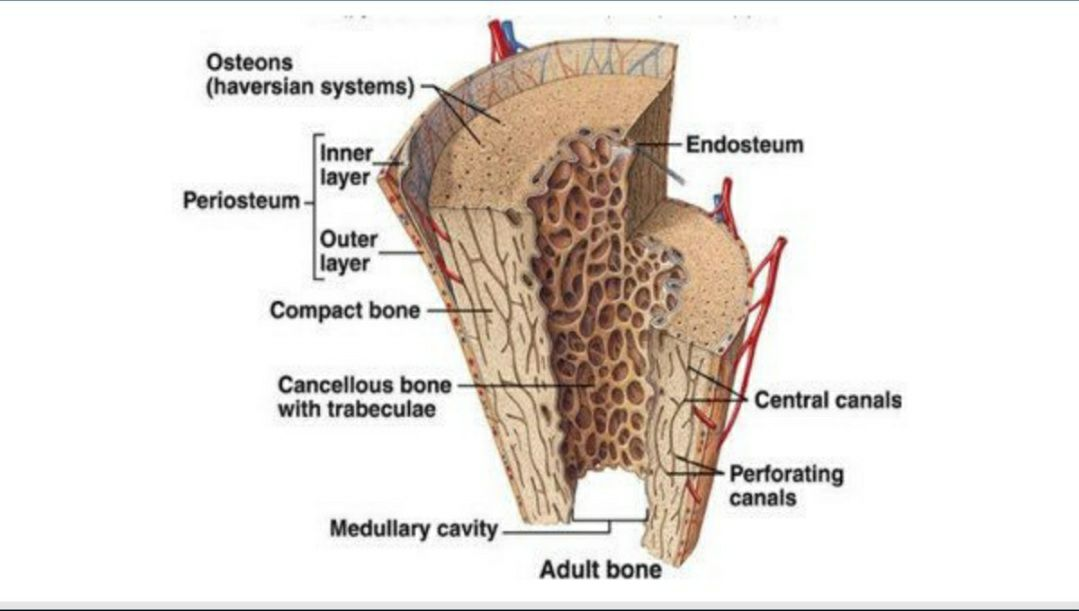 Osteons
(haversian systems)
Inner
layer
Endosteum
Periosteum
Outer
layer
Compact bone
Cancellous bone
with trabeculae
Central canals
Perforating
canals
Medullary cavity
Adult bone